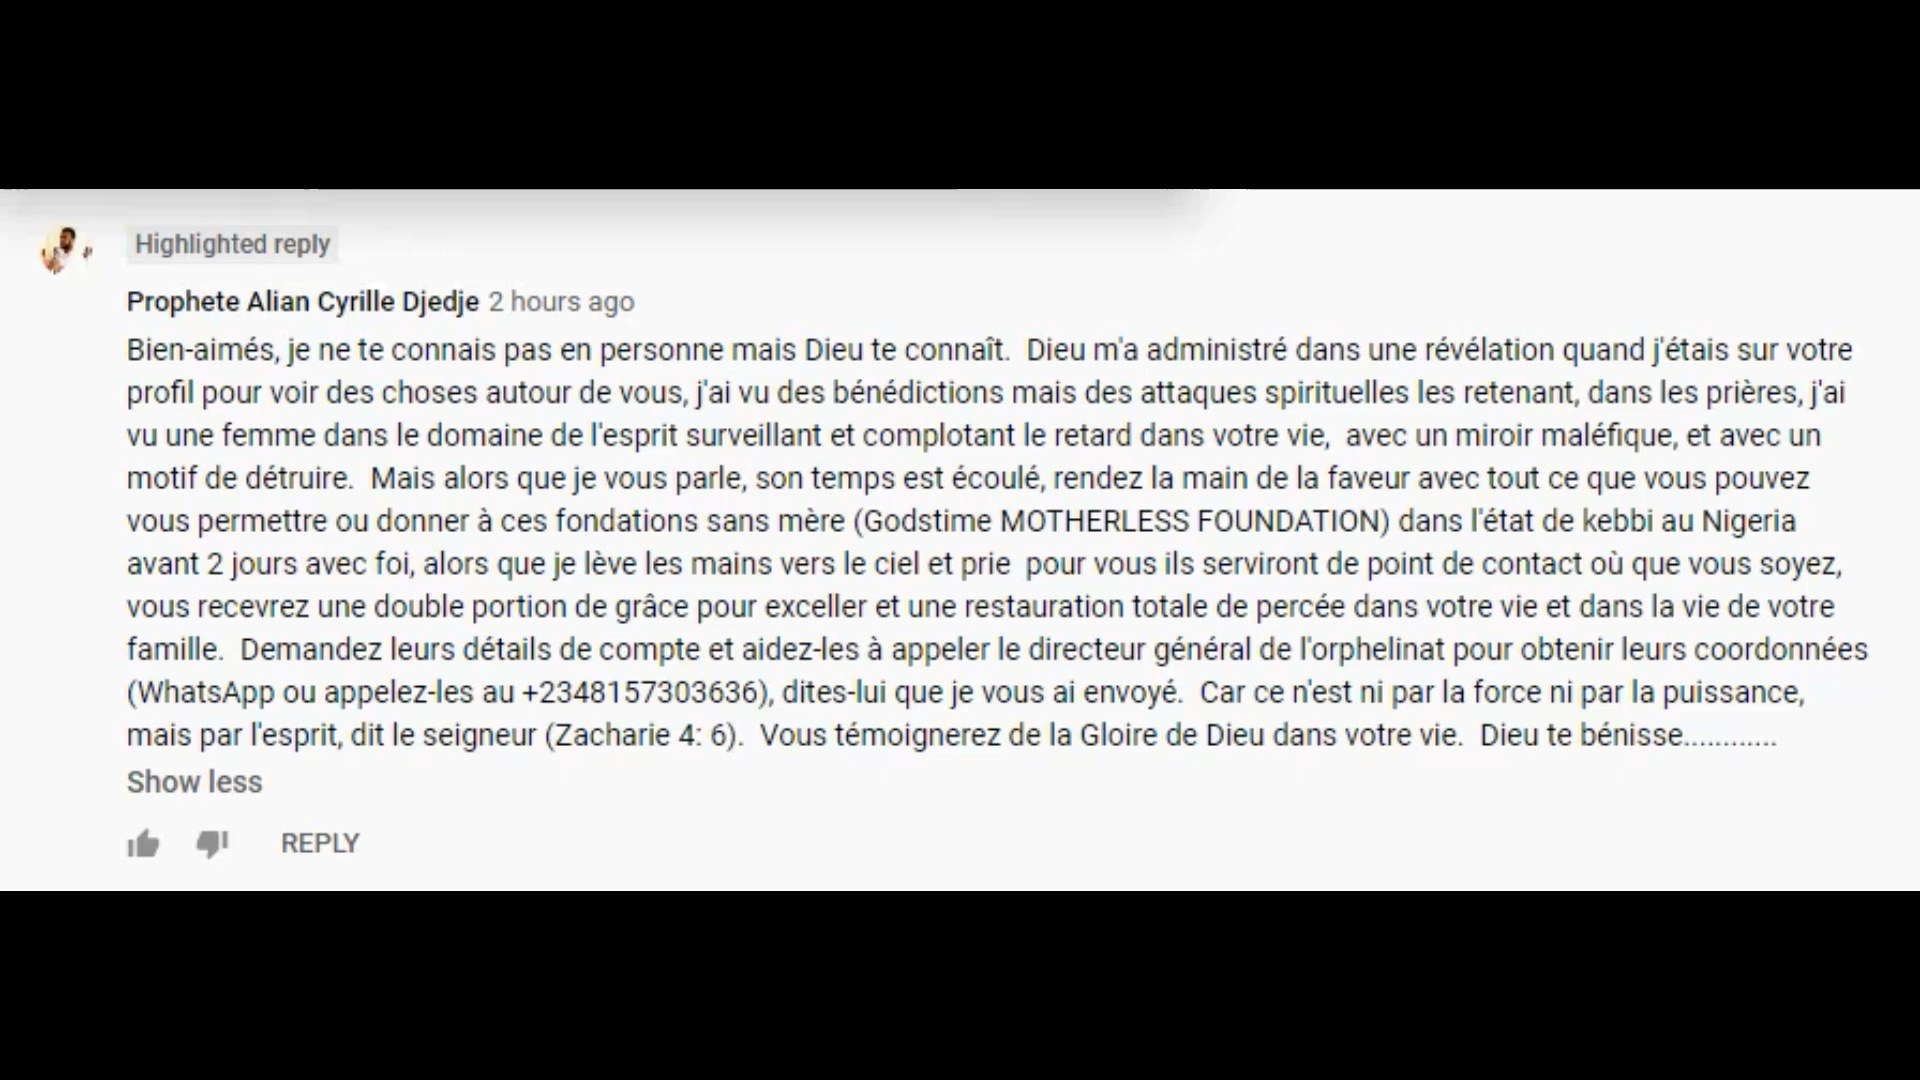 Highlighted reply
Prophete Alian Cyrille Djedje 2 hours ago
Bien-aimés, je ne te connais pas en personne mais Dieu te connaît.  Dieu m'a administré dans une révélation quand j'étais sur votre
profil pour voir des choses autour de vous, j'ai vu des bénédictions mais des attaques spirituelles les retenant, dans les prières, j'ai
vu une femme dans le domaine de l'esprit surveillant et complotant le retard dans votre vie,  avec un miroir maléfique, et avec un
motif de détruire.  Mais alors que je vous parle, son temps est écoulé, rendez la main de la faveur avec tout ce que vous pouvez
vous permettre ou donner à ces fondations sans mère (Godstime MOTHERLESS FOUNDATION) dans l'état de kebbi au Nigeria
avant 2 jours avec foi, alors que je lève les mains vers le ciel et prie  pour vous ils serviront de point de contact où que vous soyez,
vous recevrez une double portion de grâce pour exceller et une restauration totale de percée dans votre vie et dans la vie de votre
famille.  Demandez leurs détails de compte et aidez-les à appeler le directeur général de l'orphelinat pour obtenir leurs coordonnées
(WhatsApp ou appelez-les au +2348157303636), dites-lui que je vous ai envoyé.  Car ce n'est ni par la force ni par la puissance,
mais par l'esprit, dit le seigneur (Zacharie 4: 6).  Vous témoignerez de la Gloire de Dieu dans votre vie.  Dieu te bénisse............
Show less
REPLY